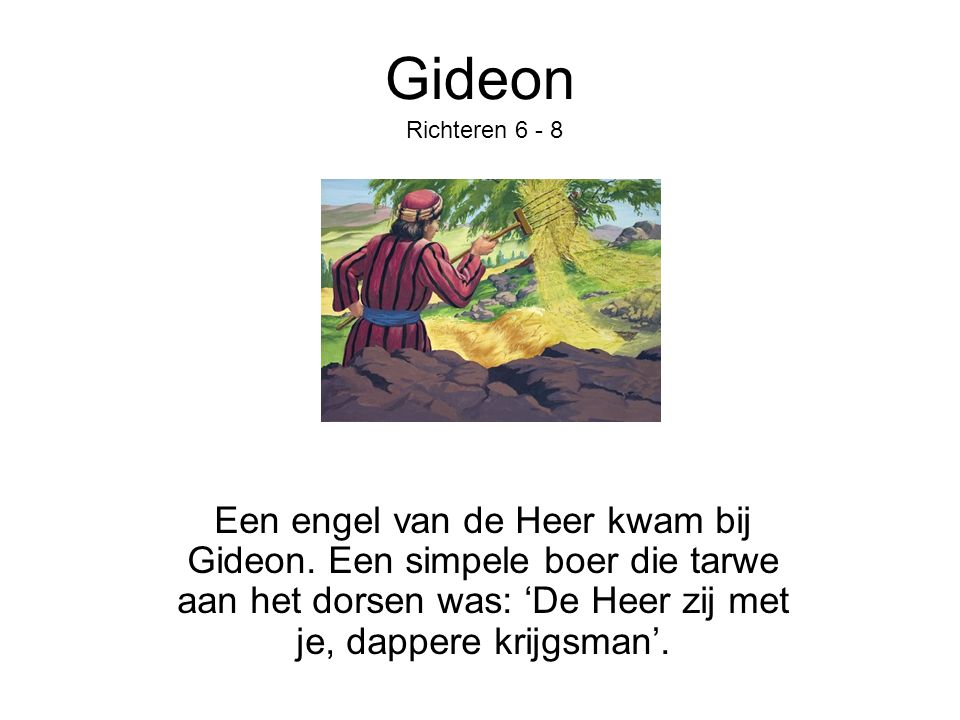 Gideon
Richteren 6 - 8
Een engel van de Heer kwam bij
Gideon. Een simpele boer die tarwe
aan het dorsen was: ‘De Heer zij met
je, dappere krijgsman’.